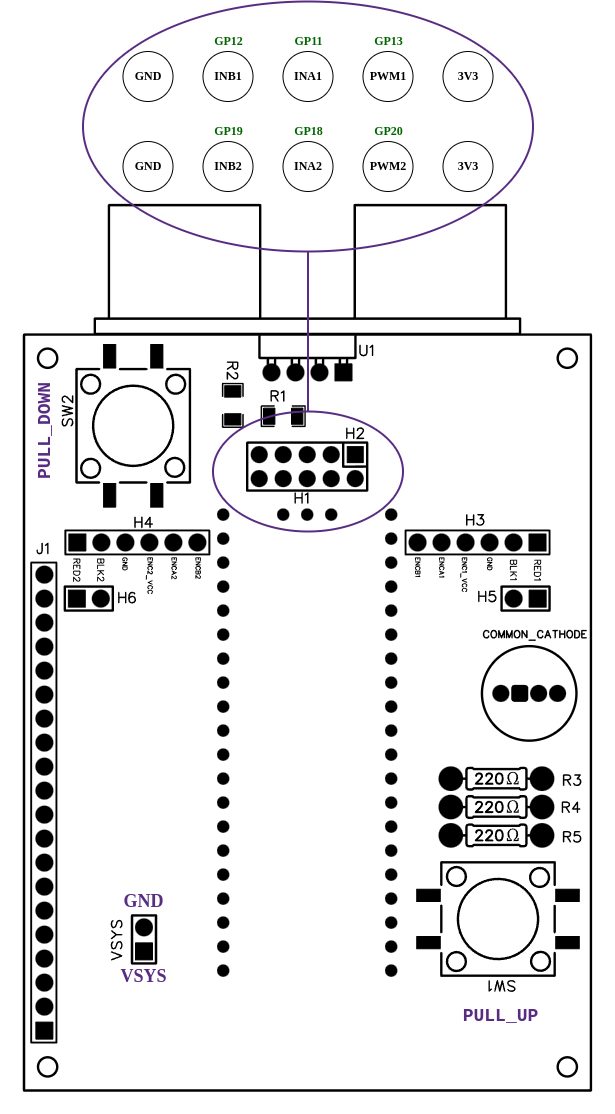 GP12 GP11 GP13
GND INB1 INA1 PWM1 3V3
GP19 GP18 GP20
GND INB2 INA2 PWM2 3V3
U1
R2
R1
PULL_DOWN
SW2
H2
H1
H4
H3
J1
RED2 BLK2 GND ENC2_VCC ENCA2 ENCB2
ENCB1 ENCA1 ENC1_VCC GND BLK1 RED1
H6
H5
COMMON_CATHODE
220Ω R3
220Ω R4
220Ω R5
GND
VSYS
VSYS
SW1
PULL_UP